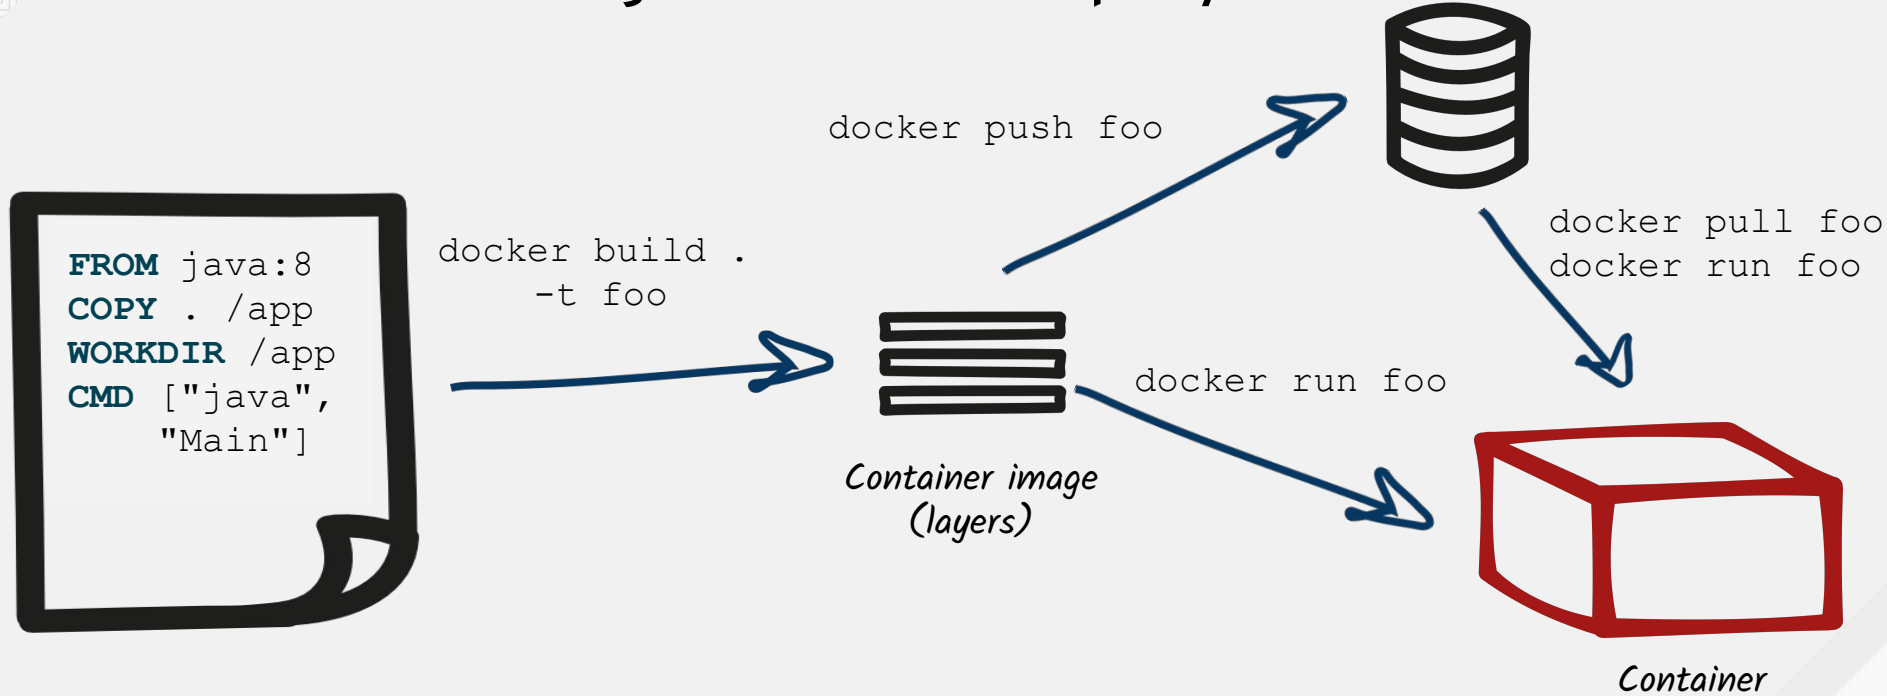 docker push foo
FROM java:8
COPY . /app
WORKDIR /app
CMD ["java",
"Main"]
docker build .
-t foo
docker pull foo
docker run foo
docker run foo
Container image
(layers)
Container